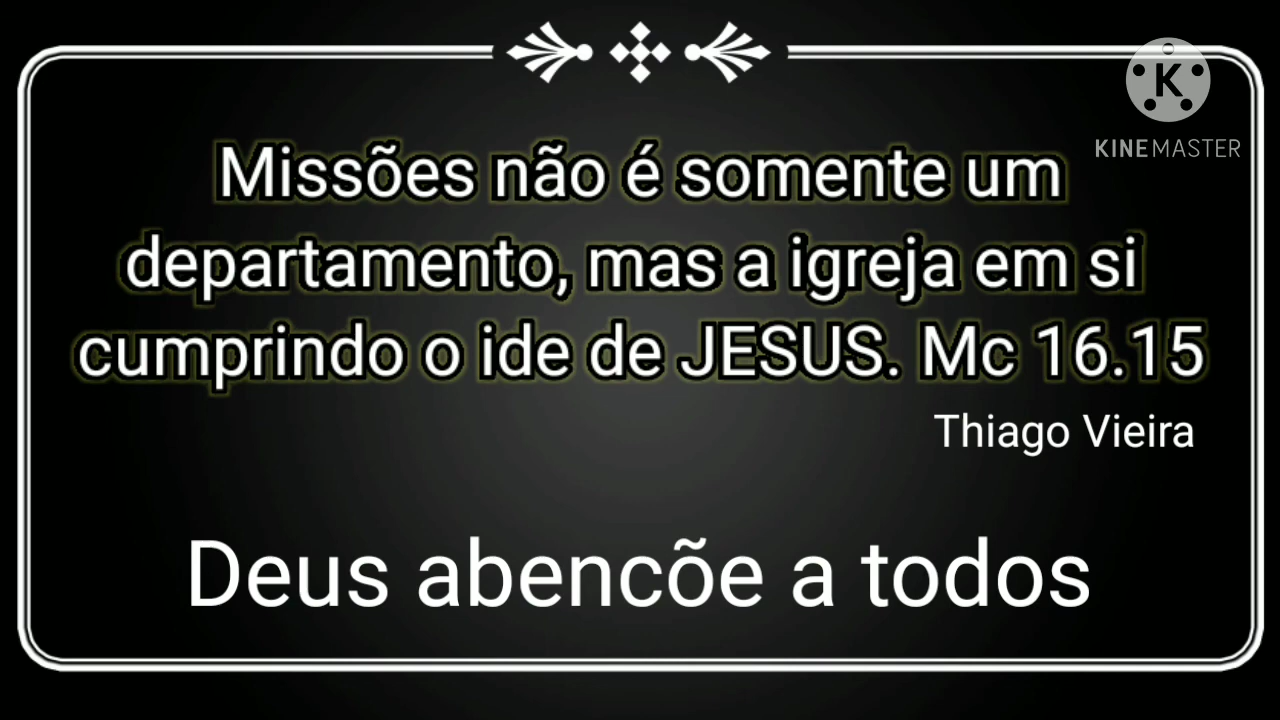 K
KINEMASTER
Missões não é somente um
departamento, mas a igreja em si
cumprindo o ide de JESUS. Mc 16.15
Thiago Vieira
Deus abencõe a todos